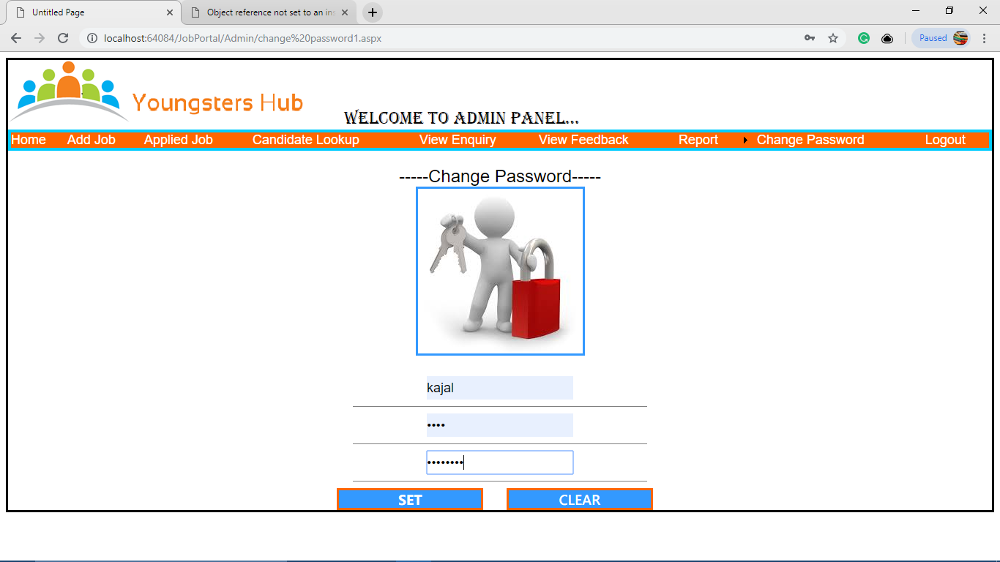 Untitled Page
Object reference not set to an ins
localhost:64084/JobPortal/Admin/change%20password1.aspx
Paused
Youngsters Hub
WELCOME TO ADMIN PANEL...
Home Add Job Applied Job Candidate Lookup View Enquiry View Feedback Report Change Password Logout
-----Change Password-----
kajal
••••
••••••••
SET CLEAR